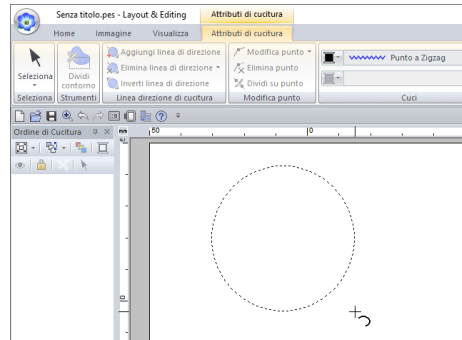 Senza titolo.pes - Layout & Editing
Attributi di cucitura
Home Immagine Visualizza Attributi di cucitura
Seleziona
Dividi contorno
Aggiungi linea di direzione
Elimina linea di direzione
Inverti linea di direzione
Modifica punto
Elimina punto
Dividi su punto
Punto a Zigzag
Seleziona Strumenti Linea direzione di cucitura Modifica punto Cuci
Ordine di Cucitura
mm 50 0
0